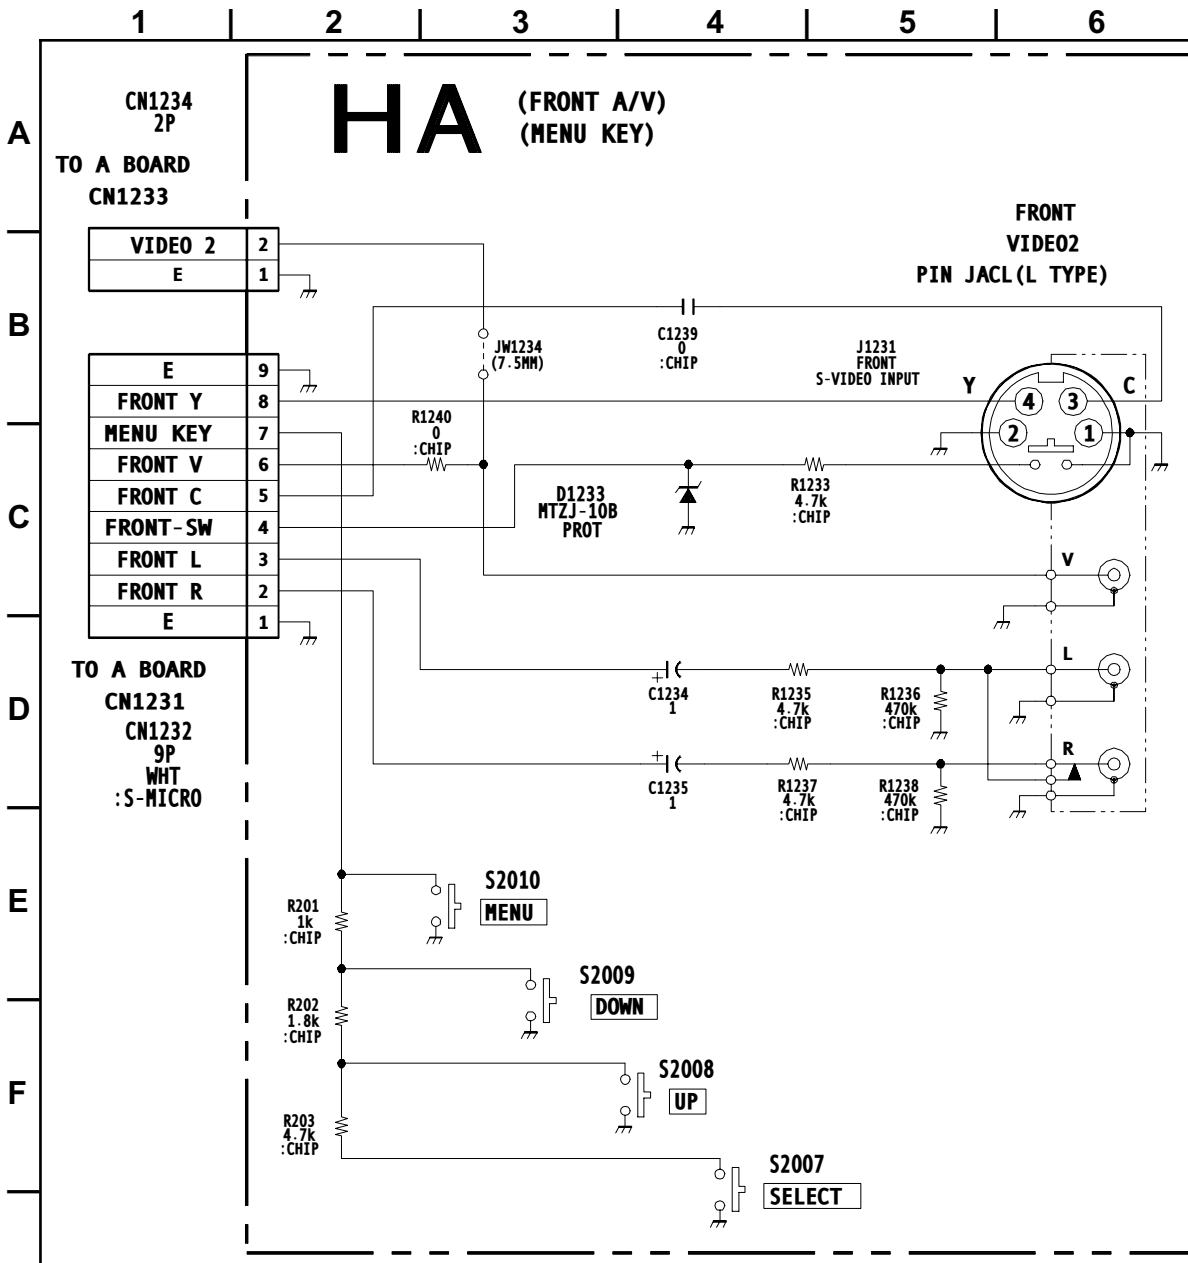 1 2 3 4 5 6
A
B
C
D
E
F
HA
(FRONT A/V)
(MENU KEY)
CN1234
2P
TO A BOARD
CN1233
VIDEO 2 2
E 1
E 9
FRONT Y 8
MENU KEY 7
FRONT V 6
FRONT C 5
FRONT-SW 4
FRONT L 3
FRONT R 2
E 1
TO A BOARD
CN1231
CN1232
9P
WHT
:S-MICRO
FRONT
VIDEO2
PIN JACL(L TYPE)
JW1234
(7.5MM)
C1239
0
:CHIP
J1231
FRONT
S-VIDEO INPUT
Y
C
4 3
2 1
R1240
0
:CHIP
D1233
MTZJ-10B
PROT
R1233
4.7k
:CHIP
V
+
C1234
1
R1235
4.7k
:CHIP
R1236
470k
:CHIP
L
+
C1235
1
R1237
4.7k
:CHIP
R1238
470k
:CHIP
R
R201
1k
:CHIP
S2010
MENU
R202
1.8k
:CHIP
S2009
DOWN
R203
4.7k
:CHIP
S2008
UP
S2007
SELECT